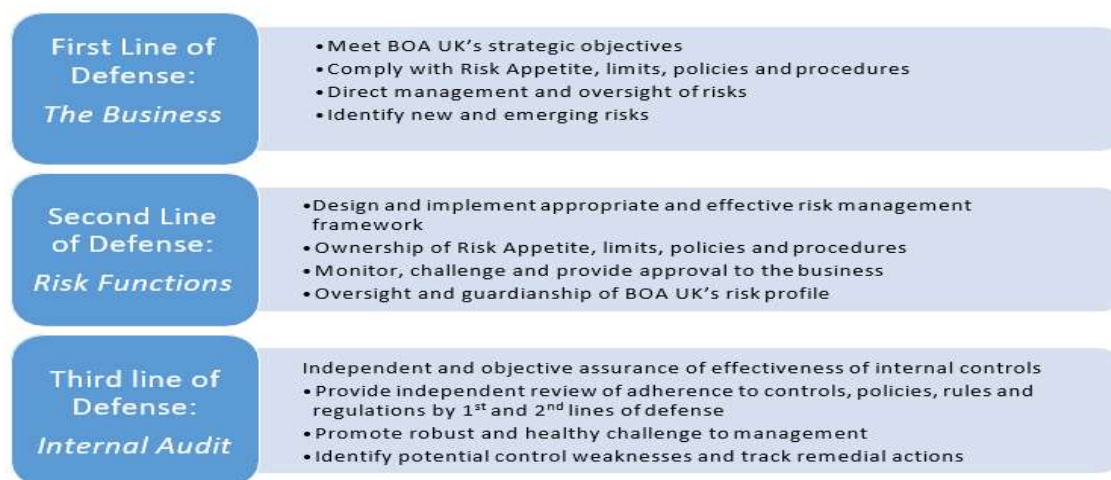 First Line of
Defense:
The Business
• Meet BOA UK's strategic objectives
• Comply with Risk Appetite, limits, policies and procedures
• Direct management and oversight of risks
• Identify new and emerging risks
Second Line
of Defense:
Risk Functions
• Design and implement appropriate and effective risk management
framework
• Ownership of Risk Appetite, limits, policies and procedures
• Monitor, challenge and provide approval to the business
• Oversight and guardianship of BOA UK's risk profile
Third line of
Defense:
Internal Audit
Independent and objective assurance of effectiveness of internal controls
• Provide independent review of adherence to controls, policies, rules and
regulations by 1st and 2nd lines of defense
• Promote robust and healthy challenge to management
• Identify potential control weaknesses and track remedial actions